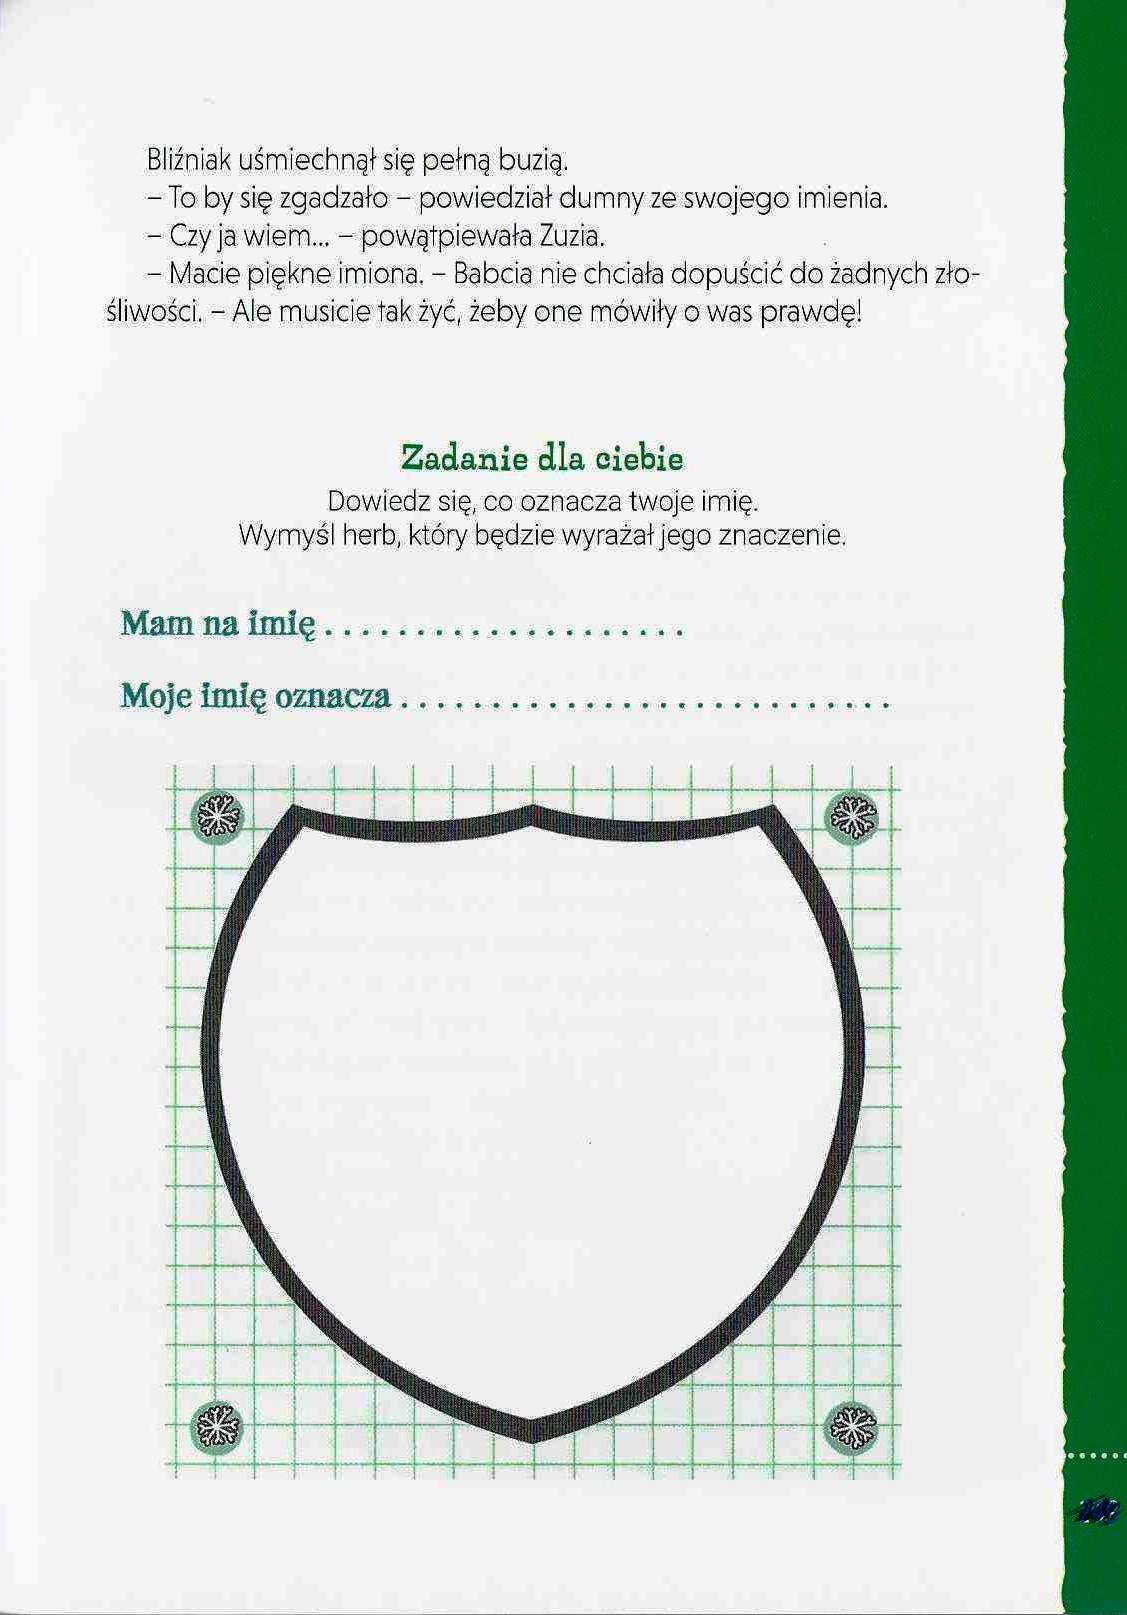 Bliźniak uśmiechnął się pełną buzią.
– To by się zgadzało – powiedział dumny ze swojego imienia.
– Czy ja wiem... – powątpiewała Zuzia.
– Macie piękne imiona. – Babcia nie chciała dopuścić do żadnych zło-
śliwości. – Ale musicie tak żyć, żeby one mówiły o was prawdę!
Zadanie dla ciebie
Dowiedz się, co oznacza twoje imię.
Wymyśl herb, który będzie wyrażał jego znaczenie.
Mam na imię . . . . . . . . . . . . . . . . . . . .
Moje imię oznacza . . . . . . . . . . . . . . . . . . . . . . . . . . .